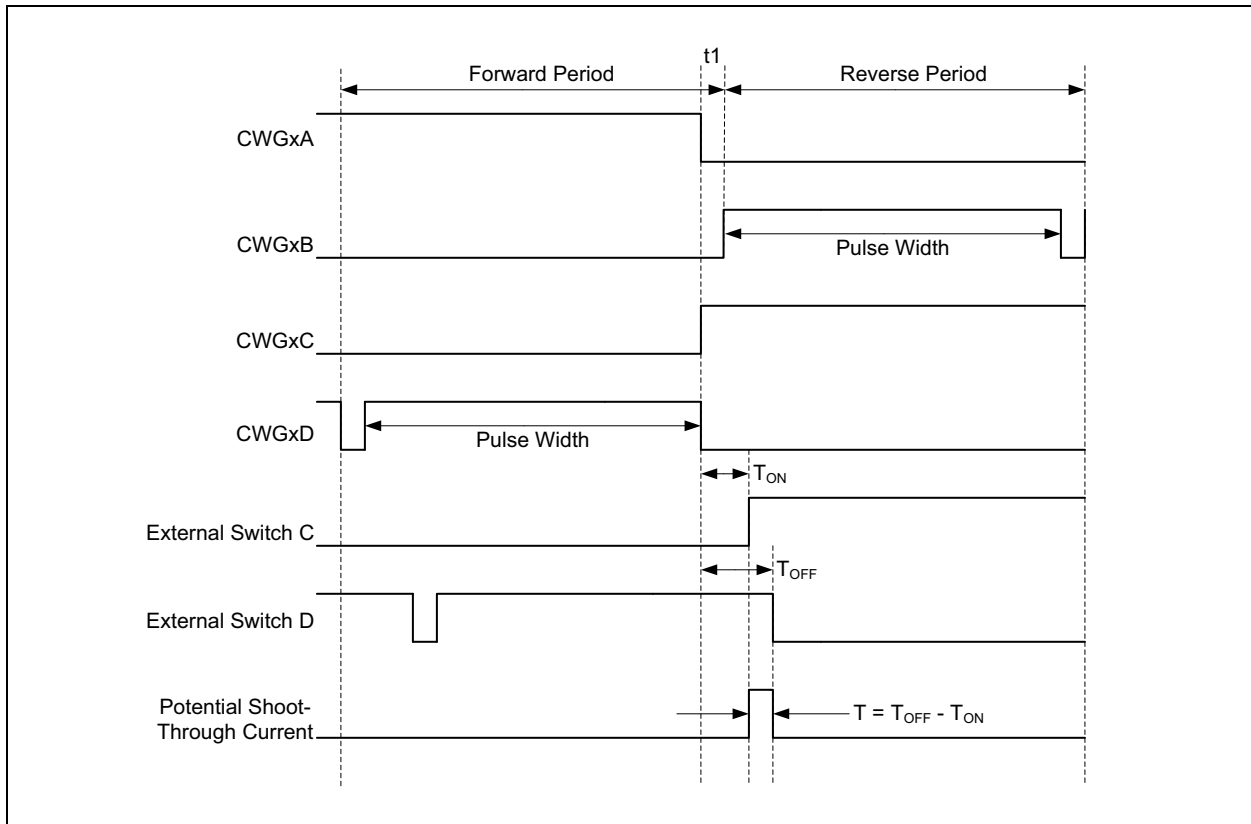 t1
Forward Period
Reverse Period
CWGxA
CWGxB
Pulse Width
CWGxC
CWGxD
Pulse Width
TON
External Switch C
TOFF
External Switch D
Potential Shoot-
Through Current
T = TOFF - TON